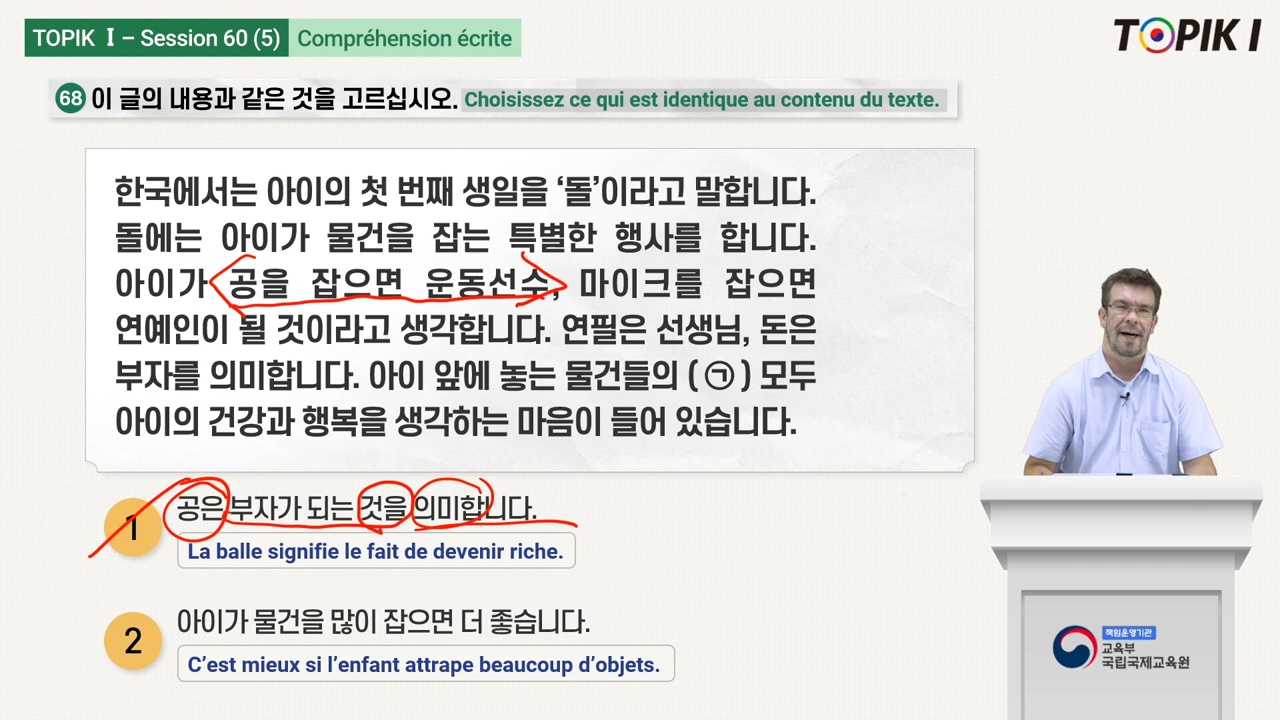 TOPIK I – Session 60 (5) Compréhension écrite
TOPIK I
68 이 글의 내용과 같은 것을 고르십시오. Choisissez ce qui est identique au contenu du texte.
한국에서는 아이의 첫 번째 생일을 ‘돌’이라고 말합니다.
돌에는 아이가 물건을 잡는 특별한 행사를 합니다.
아이가 공을 잡으면 운동선수, 마이크를 잡으면
연예인이 될 것이라고 생각합니다. 연필은 선생님, 돈은
부자를 의미합니다. 아이 앞에 놓는 물건들의 ( ㉠ ) 모두
아이의 건강과 행복을 생각하는 마음이 들어 있습니다.
1 공은 부자가 되는 것을 의미합니다.
La balle signifie le fait de devenir riche.
2 아이가 물건을 많이 잡으면 더 좋습니다.
C’est mieux si l’enfant attrape beaucoup d’objets.
책임운영기관
교육부
국립국제교육원